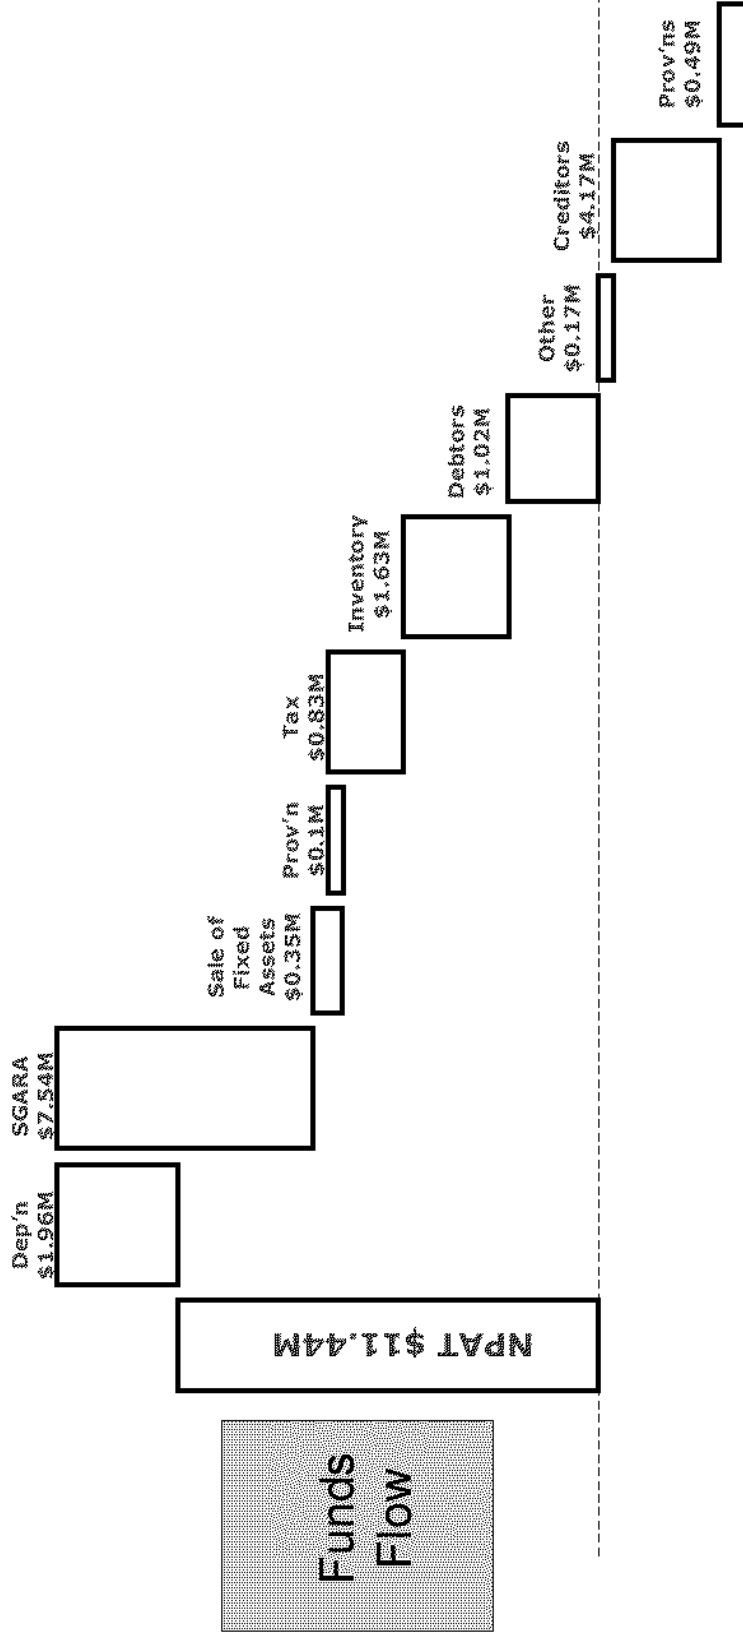 Funds
Flow
NPAT $11.44M
Dep'n
$1.96M
SGARA
$7.54M
Sale of
Fixed
Assets
$0.35M
Prov'n
$0.1M
Tax
$0.83M
Inventory
$1.63M
Debtors
$1.02M
Other
$0.17M
Creditors
$4.17M
Prov'ns
$0.49M